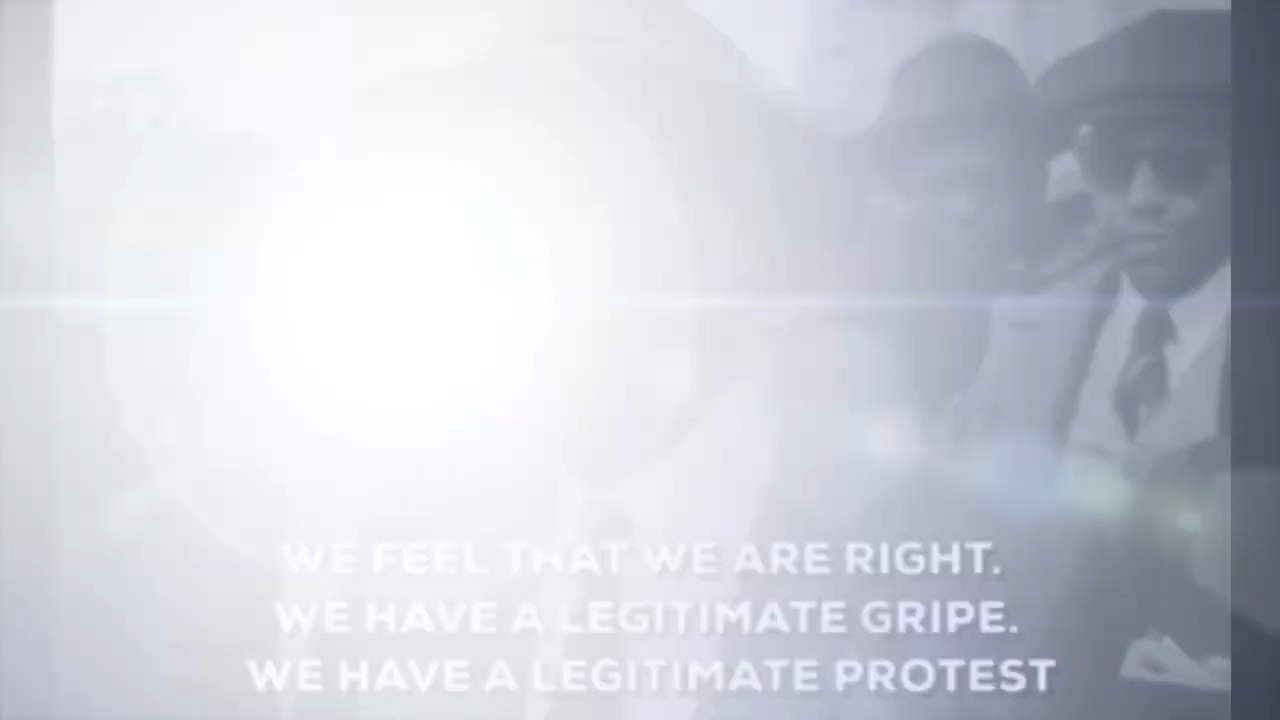 WE FEEL THAT WE ARE RIGHT.
WE HAVE A LEGITIMATE GRIPE.
WE HAVE A LEGITIMATE PROTEST